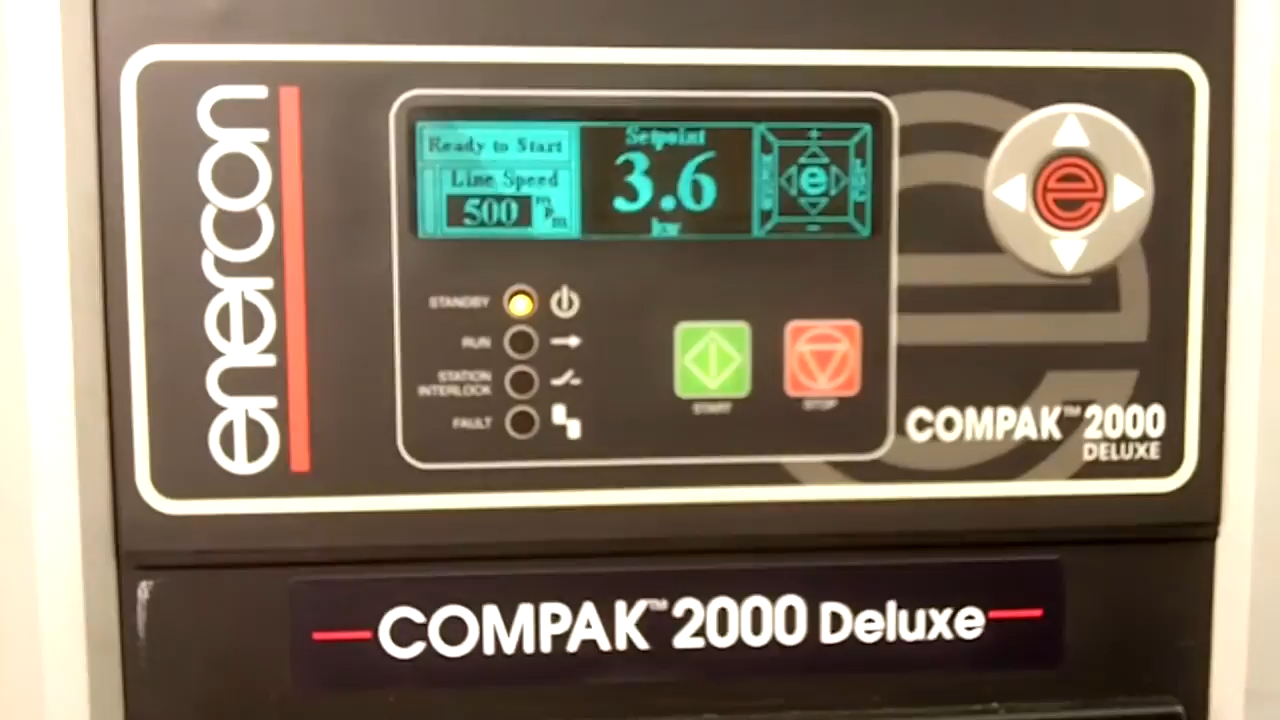 enercon
Ready to Start
Line Speed
500 mpm
Setpoint
3.6
kw
+
e
-
e
STANDBY
RUN
STATION
INTERLOCK
FAULT
START
STOP
COMPAK™ 2000
DELUXE
COMPAK™ 2000 Deluxe